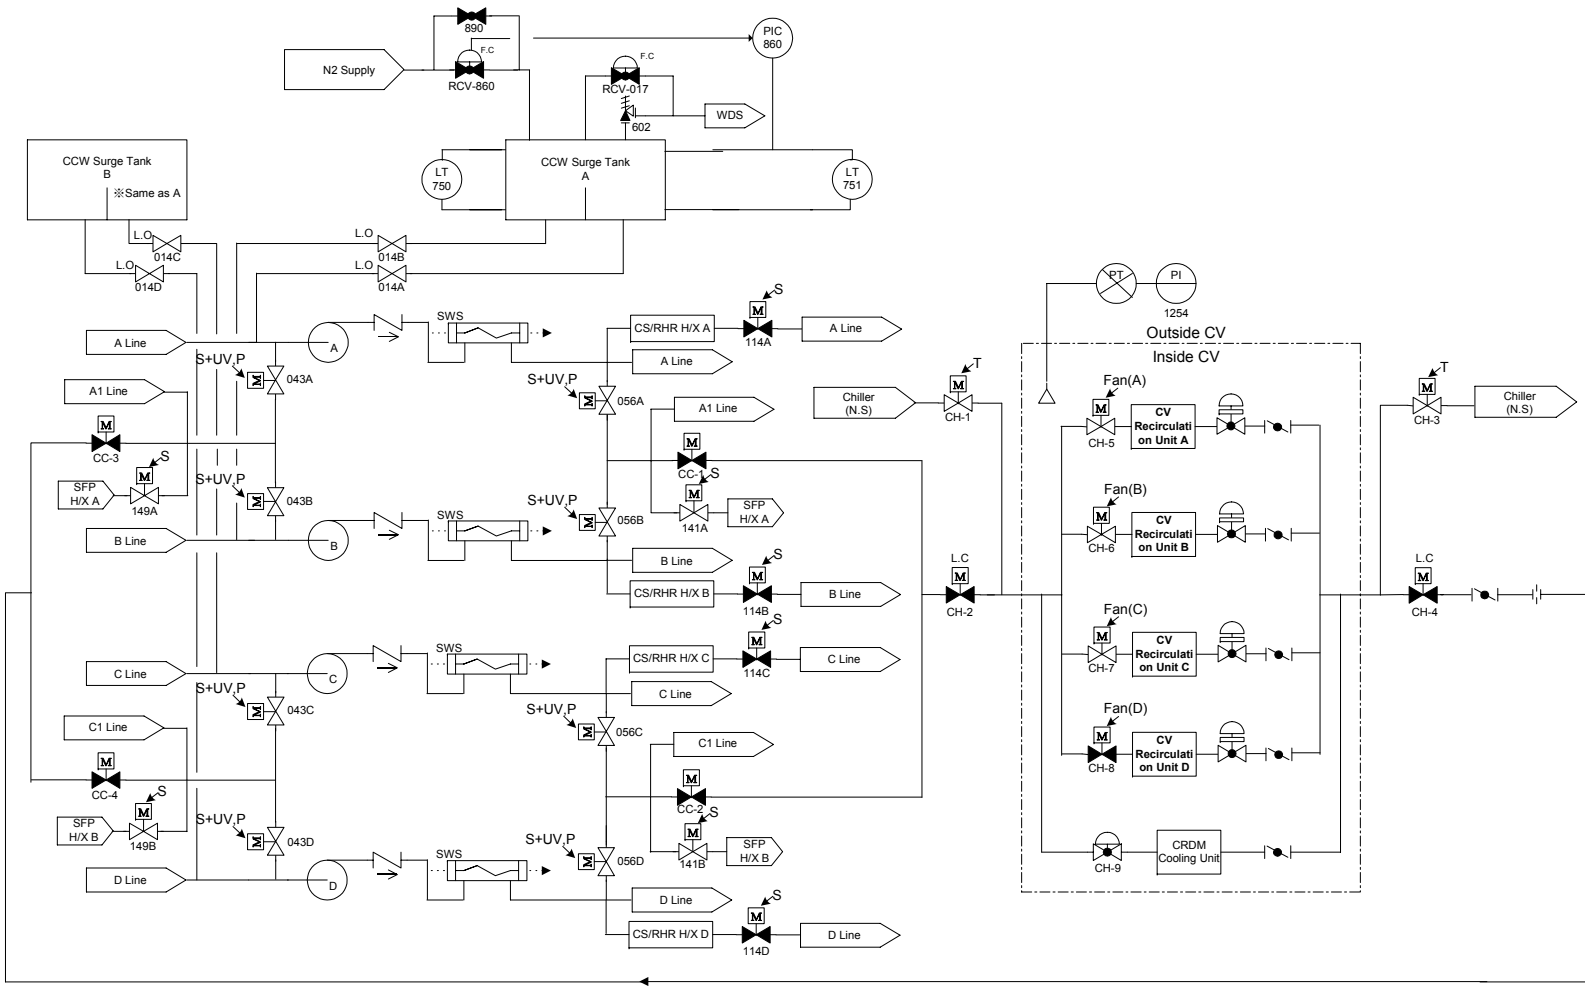 890
F.C
N2 Supply
RCV-860
PIC
860
F.C
RCV-017
602
WDS
CCW Surge Tank
B
※Same as A
LT
750
CCW Surge Tank
A
LT
751
L.O
014C
L.O
014D
L.O
014B
L.O
014A
PT
PI
1254
Outside CV
Inside CV
A Line
A
SWS
CS/RHR H/X A
M
S
114A
A Line
A Line
S+UV,P
M
043A
A1 Line
S+UV,P
M
056A
A1 Line
M
CC-3
M
CC-1
SFP
H/X A
M
S
149A
S+UV,P
M
043B
S+UV,P
M
056B
M
S
141A
SFP
H/X A
B Line
B
SWS
B Line
CS/RHR H/X B
M
S
114B
B Line
C Line
C
SWS
CS/RHR H/X C
M
S
114C
C Line
C Line
S+UV,P
M
043C
C1 Line
S+UV,P
M
056C
C1 Line
M
CC-4
M
CC-2
SFP
H/X B
M
S
149B
S+UV,P
M
043D
S+UV,P
M
056D
M
S
141B
SFP
H/X B
D Line
D
SWS
D Line
CS/RHR H/X D
M
S
114D
D Line
Chiller
(N.S)
M
T
CH-1
L.C
M
CH-2
Fan(A)
M
CH-5
CV
Recirculati
on Unit A
Fan(B)
M
CH-6
CV
Recirculati
on Unit B
Fan(C)
M
CH-7
CV
Recirculati
on Unit C
Fan(D)
M
CH-8
CV
Recirculati
on Unit D
CH-9
CRDM
Cooling Unit
M
T
CH-3
Chiller
(N.S)
L.C
M
CH-4